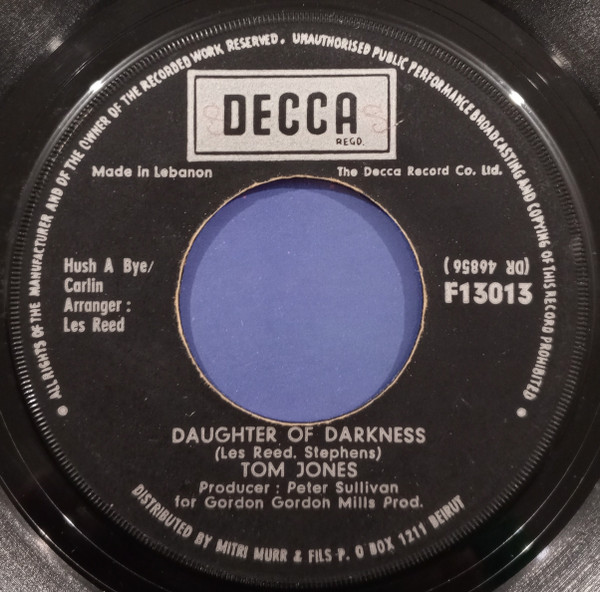 ALL RIGHTS OF THE MANUFACTURER AND OF THE OWNER OF THE RECORDED WORK RESERVED. UNAUTHORISED PUBLIC PERFORMANCE BROADCASTING AND COPYING OF THIS RECORD PROHIBITED
DECCA
REGD.
Made in Lebanon
The Decca Record Co. Ltd.
Hush A Bye/
Carlin
Arranger :
Les Reed
(DR 46856)
F13013
DAUGHTER OF DARKNESS
(Les Reed. Stephens)
TOM JONES
Producer : Peter Sullivan
for Gordon Gordon Mills Prod.
DISTRIBUTED BY MITRI MURR & FILS P. O BOX 1211 BEIRUT